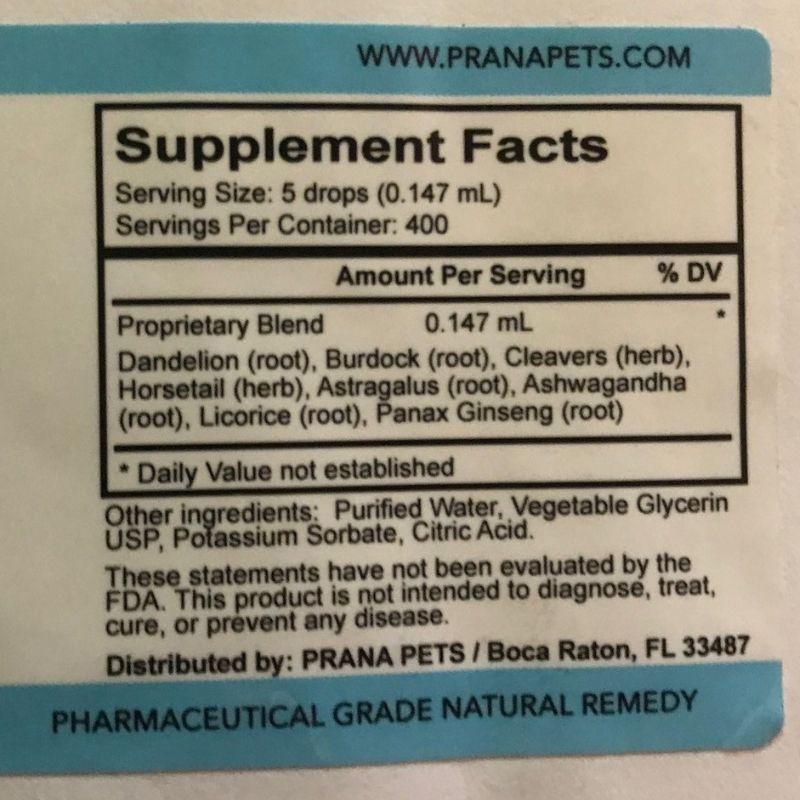 WWW.PRANAPETS.COM
Supplement Facts
Serving Size: 5 drops (0.147 mL)
Servings Per Container: 400
Amount Per Serving % DV
Proprietary Blend 0.147 mL *
Dandelion (root), Burdock (root), Cleavers (herb),
Horsetail (herb), Astragalus (root), Ashwagandha
(root), Licorice (root), Panax Ginseng (root)
* Daily Value not established
Other ingredients: Purified Water, Vegetable Glycerin
USP, Potassium Sorbate, Citric Acid.
These statements have not been evaluated by the
FDA. This product is not intended to diagnose, treat,
cure, or prevent any disease.
Distributed by: PRANA PETS / Boca Raton, FL 33487
PHARMACEUTICAL GRADE NATURAL REMEDY